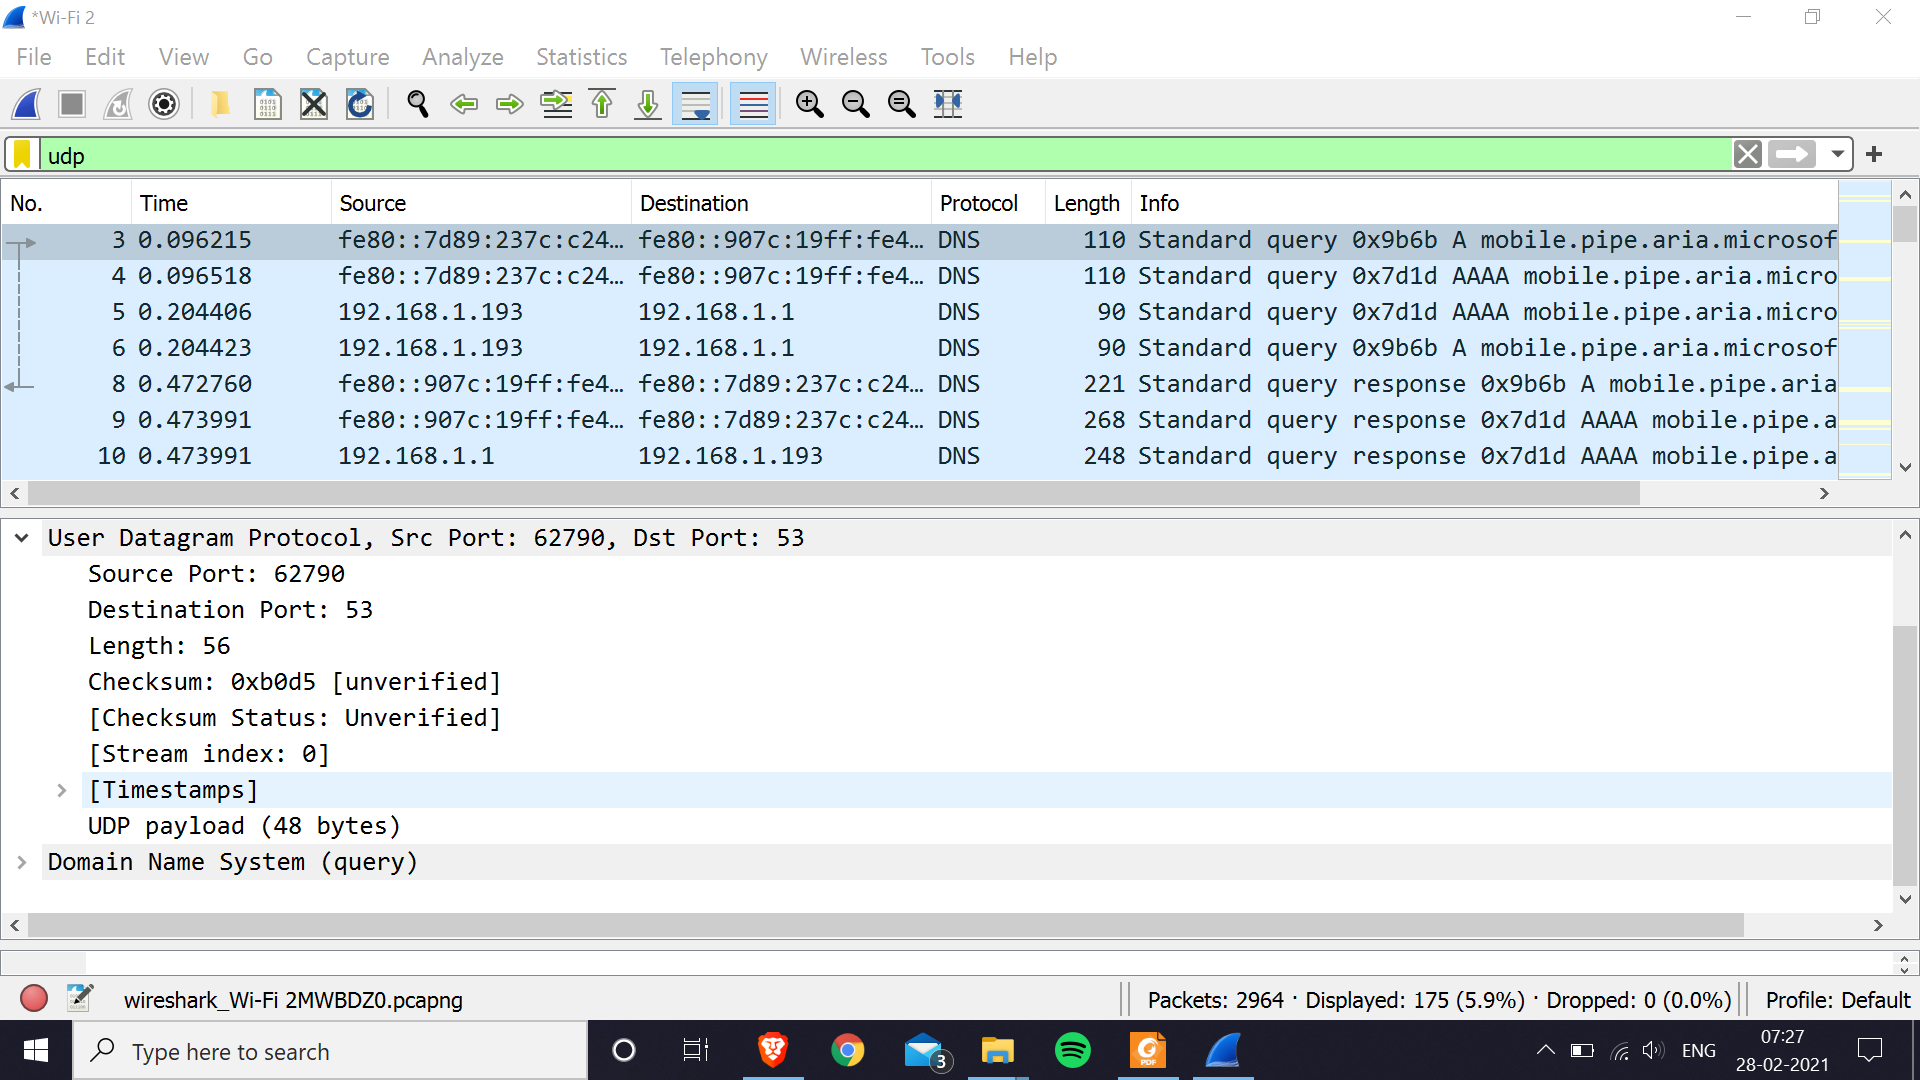 *Wi-Fi 2
File Edit View Go Capture Analyze Statistics Telephony Wireless Tools Help
udp
No. Time Source Destination Protocol Length Info
3 0.096215 fe80::7d89:237c:c24… fe80::907c:19ff:fe4… DNS 110 Standard query 0x9b6b A mobile.pipe.aria.microsof
4 0.096518 fe80::7d89:237c:c24… fe80::907c:19ff:fe4… DNS 110 Standard query 0x7d1d AAAA mobile.pipe.aria.micro
5 0.204406 192.168.1.193 192.168.1.1 DNS 90 Standard query 0x7d1d AAAA mobile.pipe.aria.micro
6 0.204423 192.168.1.193 192.168.1.1 DNS 90 Standard query 0x9b6b A mobile.pipe.aria.microsof
8 0.472760 fe80::907c:19ff:fe4… fe80::7d89:237c:c24… DNS 221 Standard query response 0x9b6b A mobile.pipe.aria
9 0.473991 fe80::907c:19ff:fe4… fe80::7d89:237c:c24… DNS 268 Standard query response 0x7d1d AAAA mobile.pipe.a
10 0.473991 192.168.1.1 192.168.1.193 DNS 248 Standard query response 0x7d1d AAAA mobile.pipe.a
User Datagram Protocol, Src Port: 62790, Dst Port: 53
Source Port: 62790
Destination Port: 53
Length: 56
Checksum: 0xb0d5 [unverified]
[Checksum Status: Unverified]
[Stream index: 0]
[Timestamps]
UDP payload (48 bytes)
Domain Name System (query)
wireshark_Wi-Fi 2MWBDZ0.pcapng Packets: 2964 · Displayed: 175 (5.9%) · Dropped: 0 (0.0%) Profile: Default
Type here to search 3 PDF ENG 07:27
28-02-2021